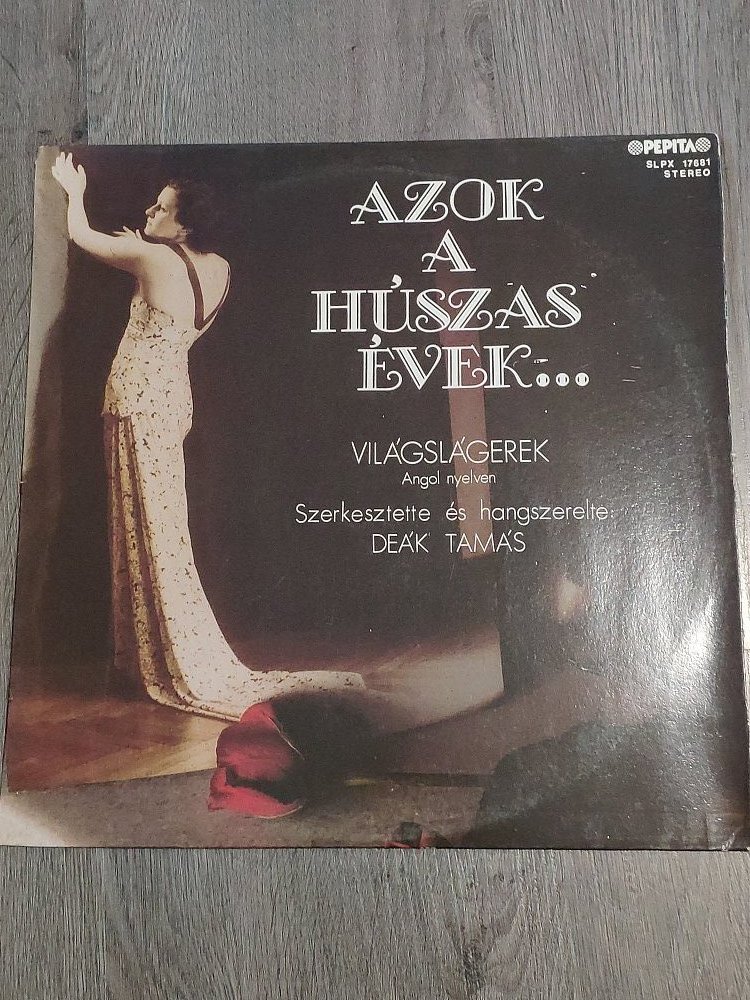 PEPITA
SLPX 17681
STEREO
AZOK
A
HÚSZAS
ÉVEK...
VILÁGSLÁGEREK
Angol nyelven
Szerkesztette és hangszerelte:
DEÁK TAMÁS